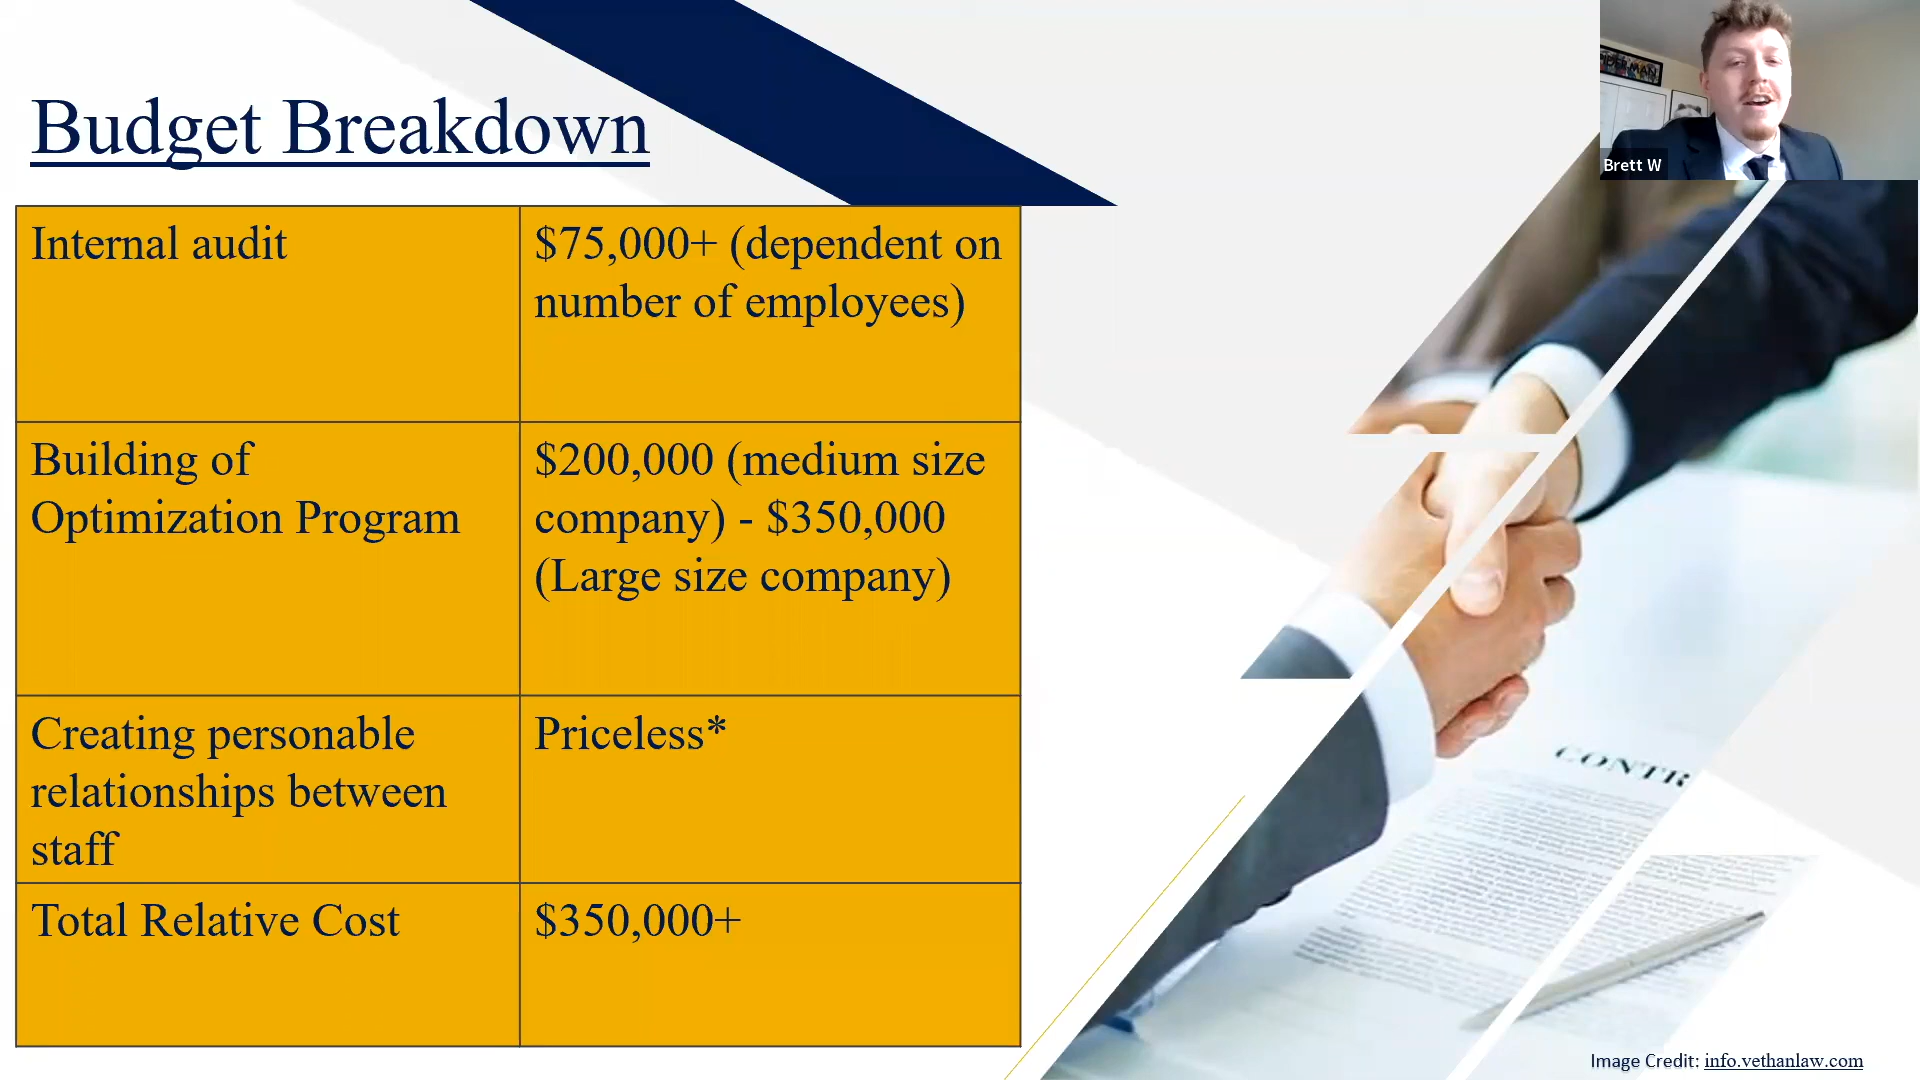 Budget Breakdown
Internal audit
$75,000+ (dependent on
number of employees)
Building of
Optimization Program
$200,000 (medium size
company) - $350,000
(Large size company)
Creating personable
relationships between
staff
Priceless*
Total Relative Cost
$350,000+
Brett W
CONTR
Image Credit: info.vethanlaw.com